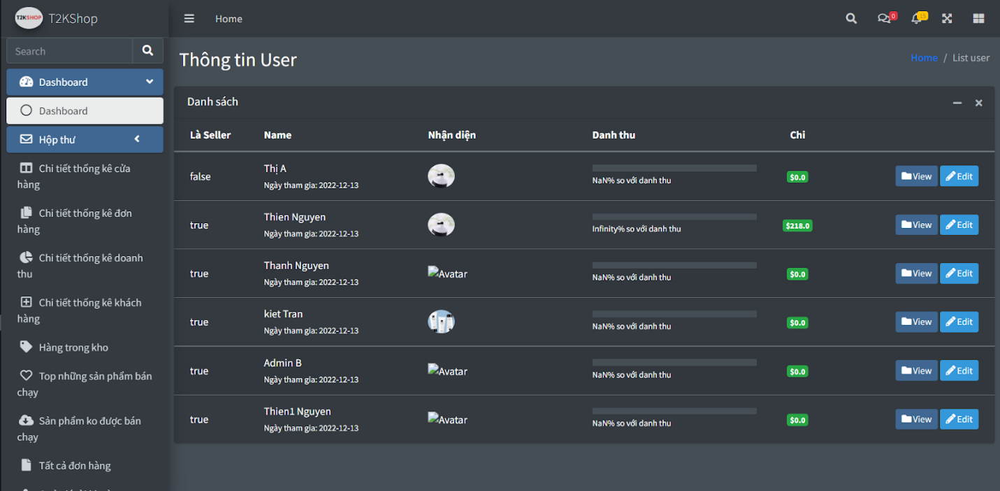 T2KSHOP T2KShop
Home
0
15
Search
Thông tin User
Home / List user
Dashboard
Dashboard
Hộp thư
Chi tiết thống kê cửa
hàng
Chi tiết thống kê đơn
hàng
Chi tiết thống kê doanh
thu
Chi tiết thống kê khách
hàng
Hàng trong kho
Top những sản phẩm bán
chạy
Sản phẩm ko được bán
chạy
Tất cả đơn hàng
Danh sách
Là Seller Name Nhận diện Danh thu Chi
false Thị A $0.0 View Edit
Ngày tham gia: 2022-12-13 NaN% so với danh thu
true Thien Nguyen $218.0 View Edit
Ngày tham gia: 2022-12-13 Infinity% so với danh thu
true Thanh Nguyen Avatar $0.0 View Edit
Ngày tham gia: 2022-12-13 NaN% so với danh thu
true kiet Tran $0.0 View Edit
Ngày tham gia: 2022-12-13 NaN% so với danh thu
true Admin B Avatar $0.0 View Edit
Ngày tham gia: 2022-12-13 NaN% so với danh thu
true Thien1 Nguyen Avatar $0.0 View Edit
Ngày tham gia: 2022-12-13 NaN% so với danh thu